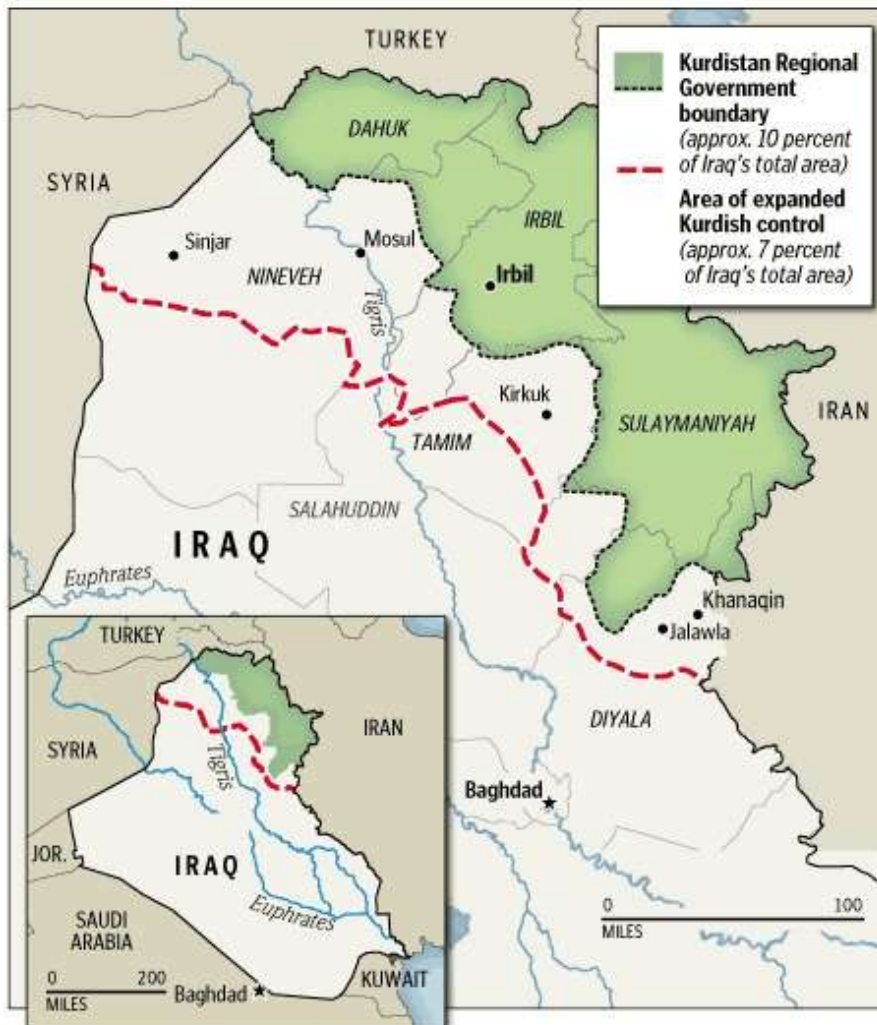 TURKEY
Kurdistan Regional
Government
boundary
(approx. 10 percent
of Iraq's total area)
Area of expanded
Kurdish control
(approx. 7 percent
of Iraq's total area)
DAHUK
SYRIA
IRBIL
Sinjar
Mosul
NINEVEH
Irbil
Tigris
Kirkuk
IRAN
SULAYMANIYAH
TAMIM
SALAHUDDIN
IRAQ
Euphrates
Khanaqin
Jalawla
DIYALA
Baghdad
0 100
MILES
TURKEY
IRAN
SYRIA
Tigris
JOR.
IRAQ
Euphrates
SAUDI
ARABIA
KUWAIT
0 200
MILES
Baghdad